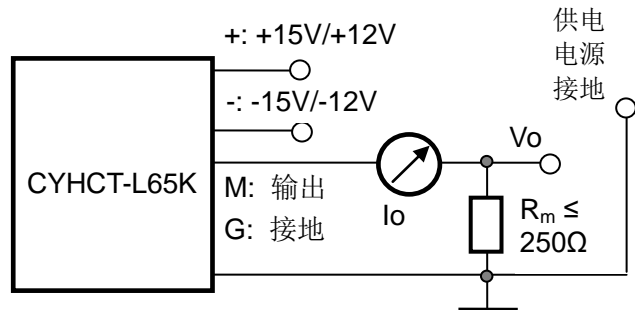 +: +15V/+12V
-: -15V/-12V
CYHCT-L65K
M: 输出
G: 接地
Io
Vo
Rₘ ≤
250Ω
供电
电源
接地